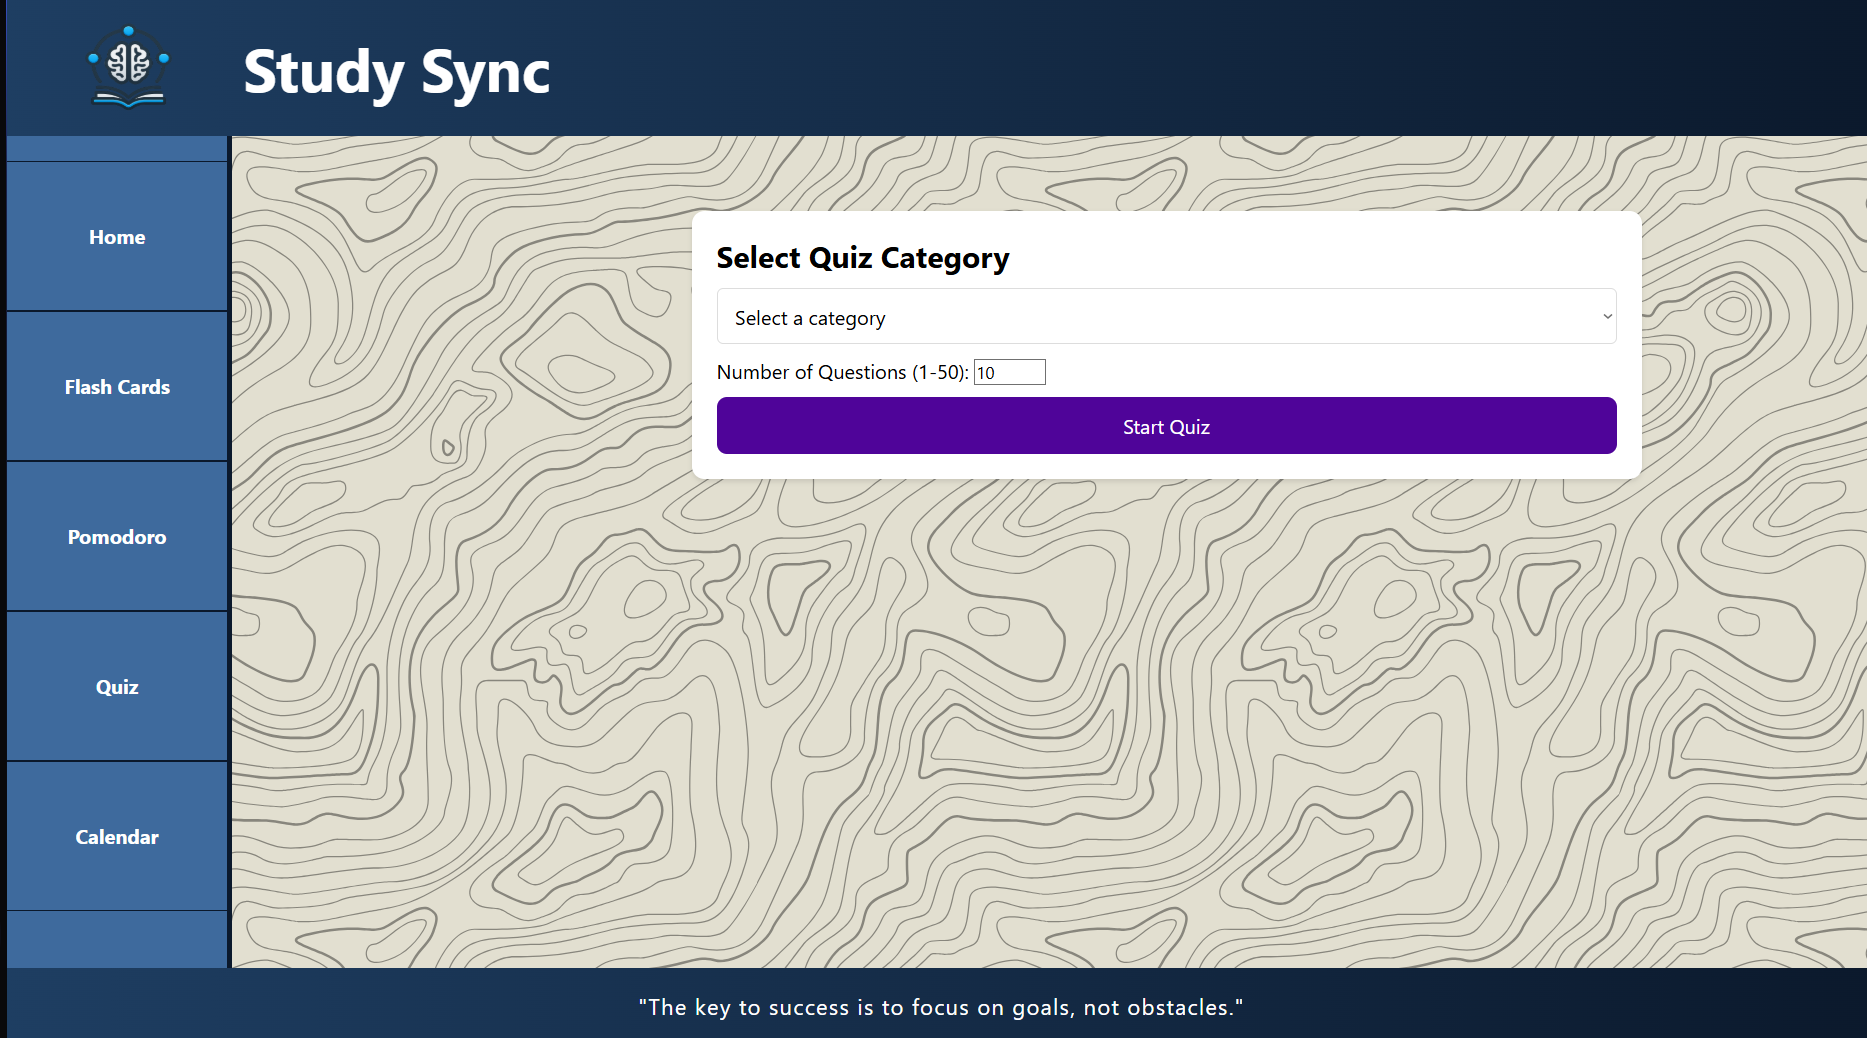 Study Sync
Home
Flash Cards
Pomodoro
Quiz
Calendar
Select Quiz Category
Select a category
Number of Questions (1-50): 10
Start Quiz
"The key to success is to focus on goals, not obstacles."